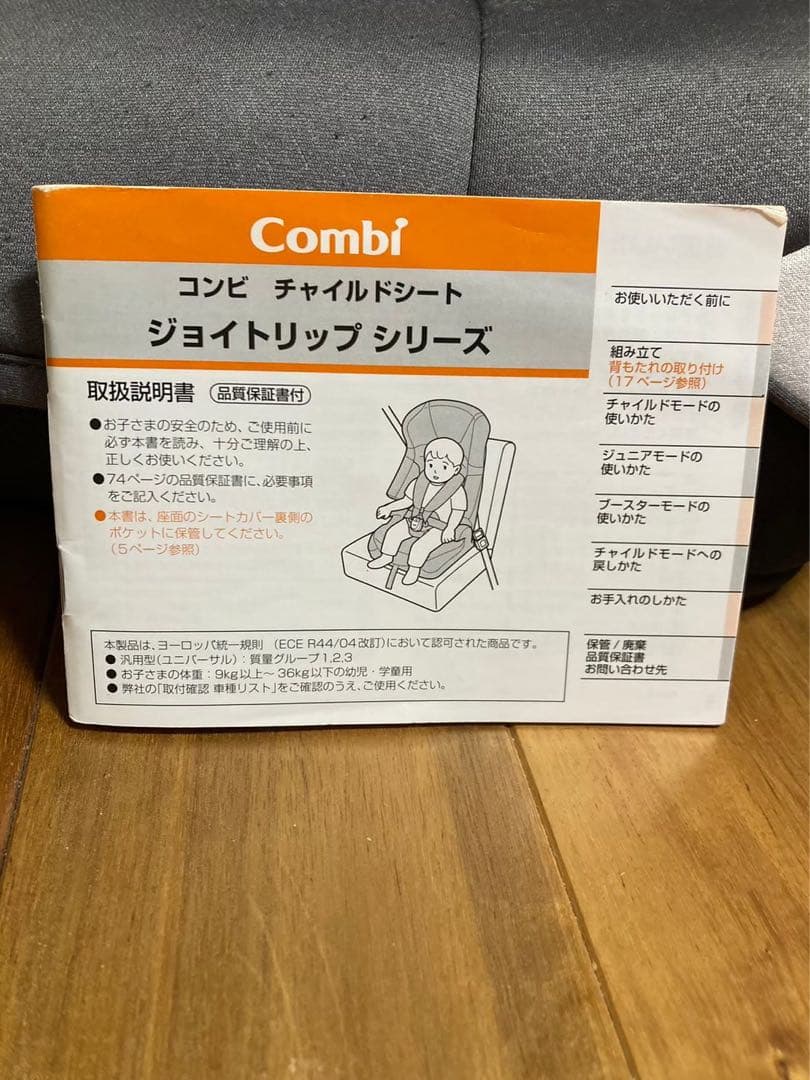 Combi
コンビ チャイルドシート
ジョイトリップ シリーズ
取扱説明書 品質保証書付
●お子さまの安全のため、ご使用前に
必ず本書を読み、十分ご理解の上、
正しくお使いください。
●74ページの品質保証書に、必要事項
をご記入ください。
●本書は、座面のシートカバー裏側の
ポケットに保管してください。
(5ページ参照)
本製品は、ヨーロッパ統一規則 (ECE R44/04改訂)において認可された商品です。
● 汎用型(ユニバーサル):質量グループ1,2,3
● お子さまの体重:9kg以上~36kg以下の幼児・学童用
● 弊社の「取付確認 車種リスト」をご確認のうえ、ご使用ください。
お使いいただく前に
組み立て
背もたれの取り付け
(17ページ参照)
チャイルドモードの
使いかた
ジュニアモードの
使いかた
ブースターモードの
使いかた
チャイルドモードへの
戻しかた
お手入れのしかた
保管/廃棄
品質保証書
お問い合わせ先